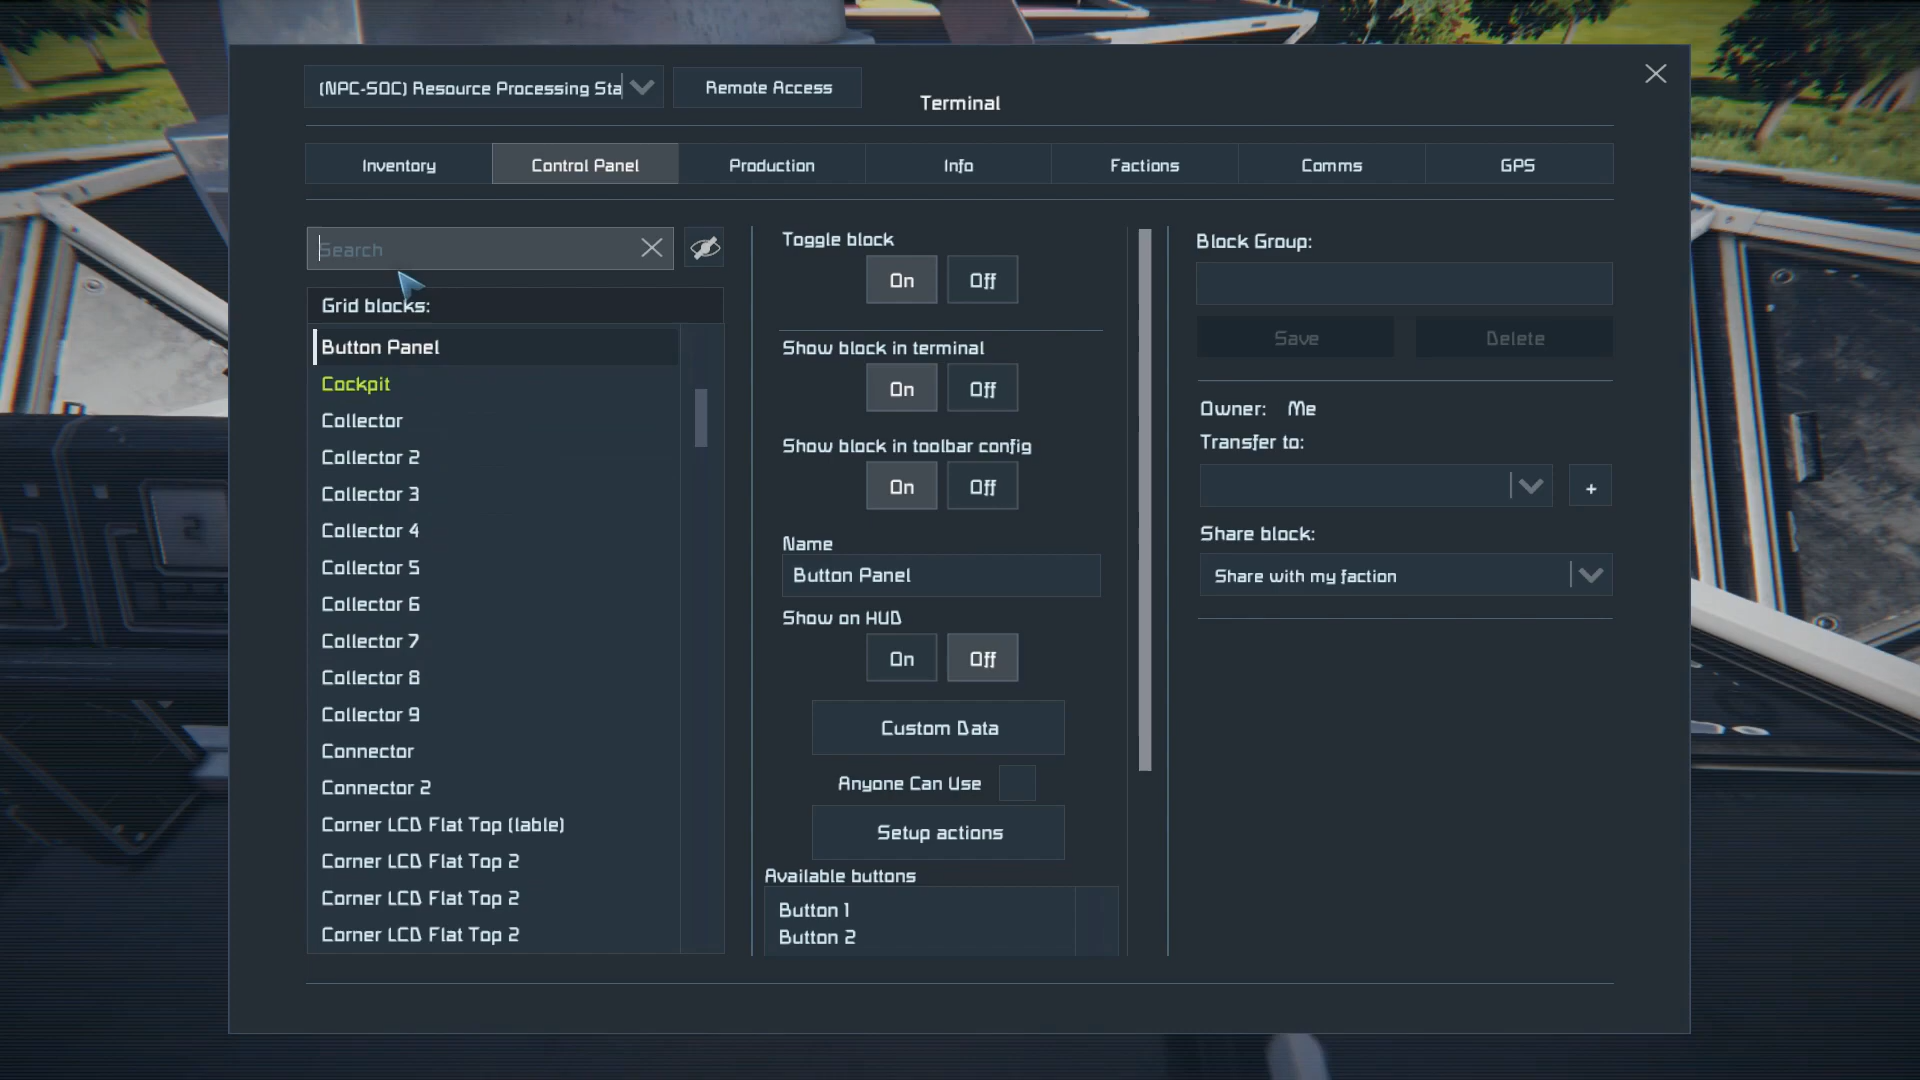 (NPC-SOC) Resource Processing Sta
Remote Access
Terminal
Inventory
Control Panel
Production
Info
Factions
Comms
GPS
Search
Grid blocks:
Button Panel
Cockpit
Collector
Collector 2
Collector 3
Collector 4
Collector 5
Collector 6
Collector 7
Collector 8
Collector 9
Connector
Connector 2
Corner LCD Flat Top (lable)
Corner LCD Flat Top 2
Corner LCD Flat Top 2
Corner LCD Flat Top 2
Toggle block
On Off
Show block in terminal
On Off
Show block in toolbar config
On Off
Name
Button Panel
Show on HUD
On Off
Custom Data
Anyone Can Use
Setup actions
Available buttons
Button 1
Button 2
Block Group:
Save Delete
Owner: Me
Transfer to:
+
Share block:
Share with my faction